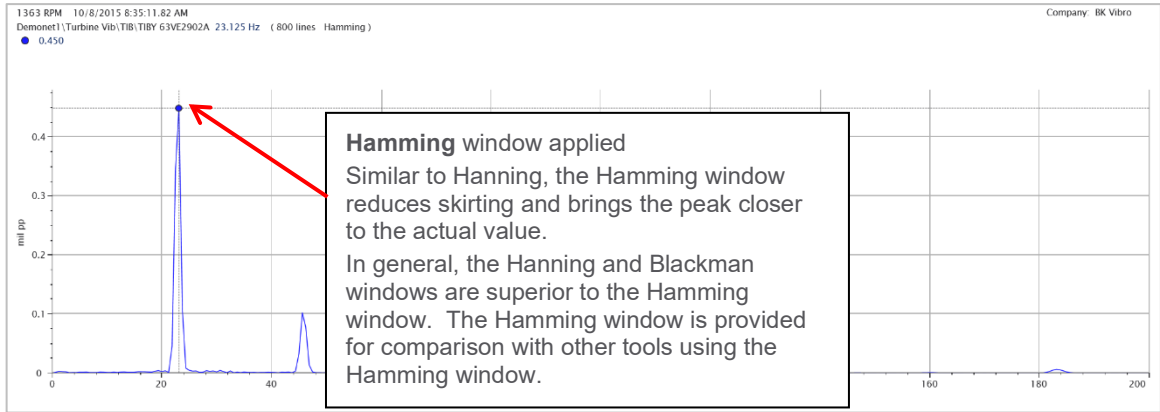 1363 RPM 10/8/2015 8:35:11.82 AM
Company: BK Vibro
Demonet1\Turbine Vib\TIB\TIBY 63VE2902A 23.125 Hz (800 lines Hamming)
0.450
Hamming window applied
Similar to Hanning, the Hamming window
reduces skirting and brings the peak closer
to the actual value.
In general, the Hanning and Blackman
windows are superior to the Hamming
window. The Hamming window is provided
for comparison with other tools using the
Hamming window.
mil pp
0.4
0.3
0.2
0.1
0
0 20 40 160 180 200